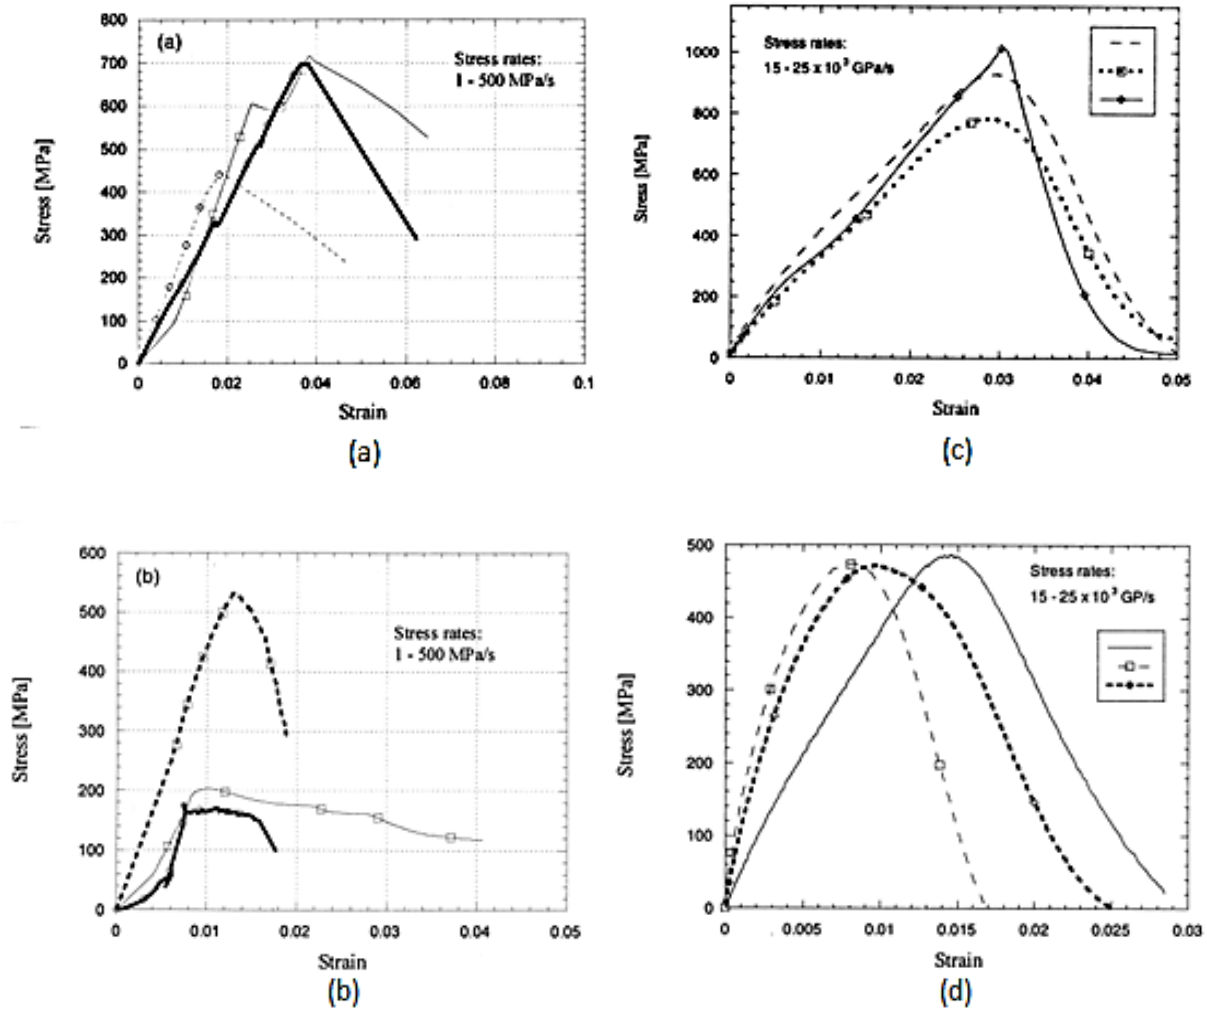 (a)
Stress rates:
1 - 500 MPa/s
800
700
600
500
400
300
200
100
0
0
0.02
0.04
0.06
0.08
0.1
Stress [MPa]
Strain
(a)
Stress rates:
15 - 25 x 10³ GPa/s
1000
800
600
400
200
0
0
0.01
0.02
0.03
0.04
0.05
Stress [MPa]
Strain
(c)
(b)
Stress rates:
1 - 500 MPa/s
600
500
400
300
200
100
0
0
0.01
0.02
0.03
0.04
0.05
Stress [MPa]
Strain
(b)
Stress rates:
15 - 25 x 10³ GP/s
500
400
300
200
100
0
0
0.005
0.01
0.015
0.02
0.025
0.03
Stress [MPa]
Strain
(d)